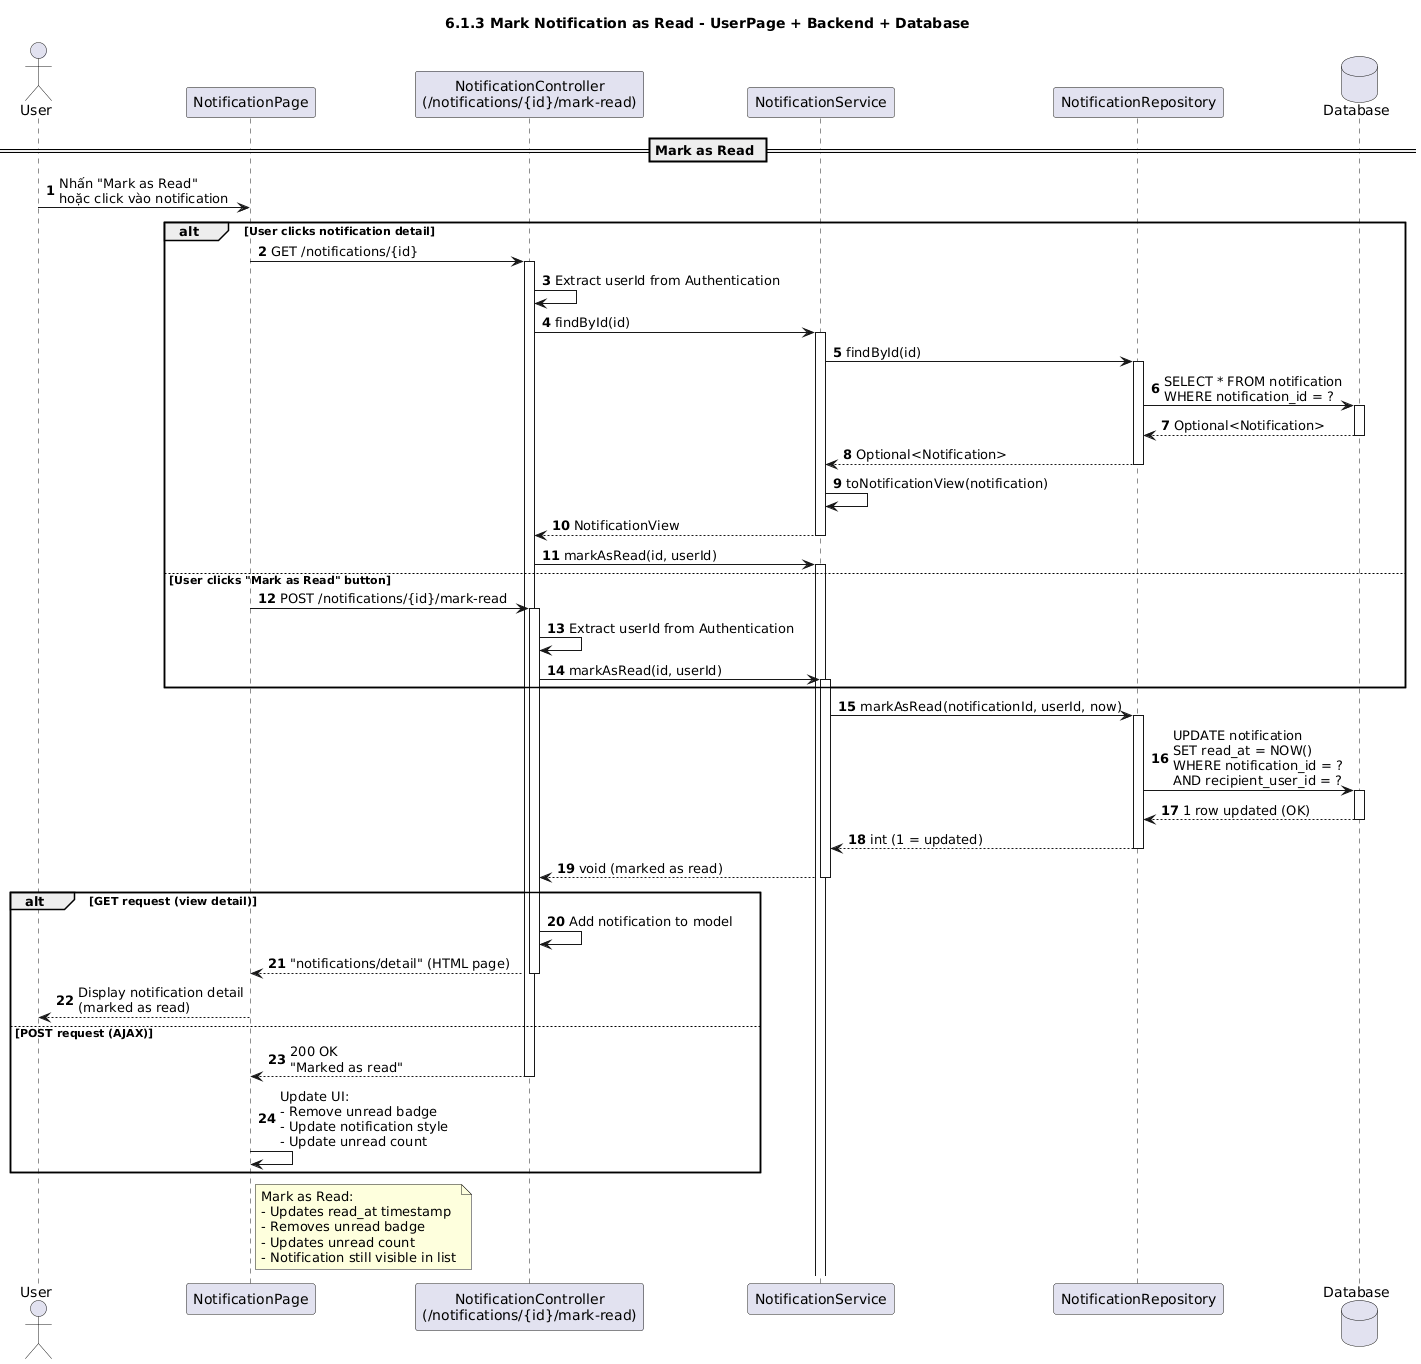 6.1.3 Mark Notification as Read - UserPage + Backend + Database
User
NotificationPage
NotificationController
(/notifications/{id}/mark-read)
NotificationService
NotificationRepository
Database
Mark as Read
1 Nhấn "Mark as Read"
hoặc click vào notification
alt [User clicks notification detail]
2 GET /notifications/{id}
3 Extract userId from Authentication
4 findById(id)
5 findById(id)
6 SELECT * FROM notification
WHERE notification_id = ?
7 Optional<Notification>
8 Optional<Notification>
9 toNotificationView(notification)
10 NotificationView
11 markAsRead(id, userId)
[User clicks "Mark as Read" button]
12 POST /notifications/{id}/mark-read
13 Extract userId from Authentication
14 markAsRead(id, userId)
15 markAsRead(notificationId, userId, now)
16 UPDATE notification
SET read_at = NOW()
WHERE notification_id = ?
AND recipient_user_id = ?
17 1 row updated (OK)
18 int (1 = updated)
19 void (marked as read)
alt [GET request (view detail)]
20 Add notification to model
21 "notifications/detail" (HTML page)
22 Display notification detail
(marked as read)
[POST request (AJAX)]
23 200 OK
"Marked as read"
24 Update UI:
- Remove unread badge
- Update notification style
- Update unread count
Mark as Read:
- Updates read_at timestamp
- Removes unread badge
- Updates unread count
- Notification still visible in list
User
NotificationPage
NotificationController
(/notifications/{id}/mark-read)
NotificationService
NotificationRepository
Database